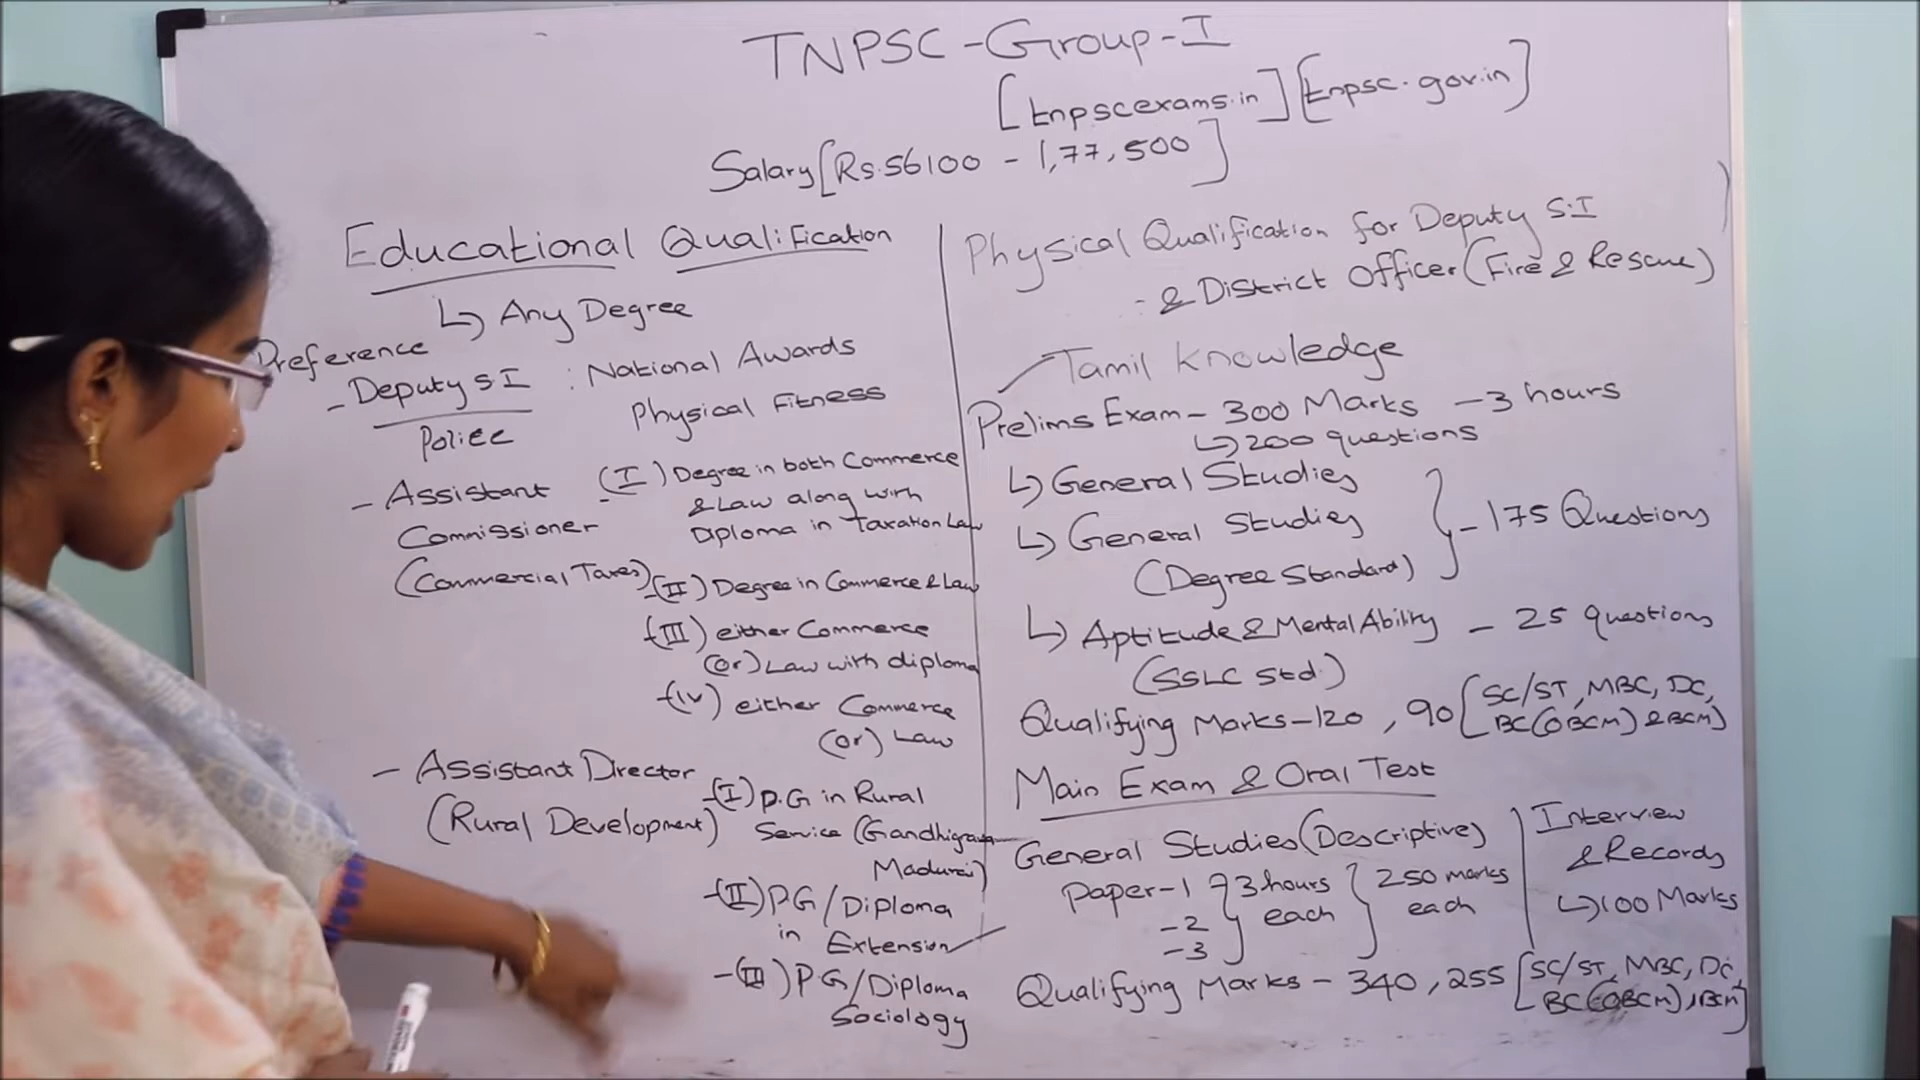 TNPSC-Group-I
[tnpscexams.in] [tnpsc.gov.in]
Salary [Rs.56100 - 1,77,500]
Educational Qualification
↳ Any Degree
Preference
- Deputy S I : National Awards
Police
Physical Fitness
- Assistant
Commissioner
(Commercial Taxes)
(I) Degree in both Commerce
& Law along with
Diploma in Taxation Law
-(II) Degree in Commerce & Law
-(III) either Commerce
(or) Law with diploma
-(iv) either Commerce
(or) Law
- Assistant Director
(Rural Development)
-(I) P.G in Rural
Service (Gandhigram
Madurai)
-(II) PG/Diploma
in Extension
-(III) PG/Diploma
Sociology
Physical Qualification for Deputy S.I
& District Officer (Fire & Rescue)
Tamil Knowledge
Prelims Exam - 300 Marks - 3 hours
↳ 200 questions
↳ General Studies
↳ General Studies
(Degree Standard)
- 175 Questions
↳ Aptitude & Mental Ability - 25 questions
(SSLC Std.)
Qualifying Marks - 120, 90 [SC/ST, MBC, DC,
BC(OBCM) & BCM]
Main Exam & Oral Test
General Studies (Descriptive)
Paper-1
-2
-3
3 hours
each
250 marks
each
Interview
& Records
↳ 100 Marks
Qualifying Marks - 340, 255 [SC/ST, MBC, DC,
BC(OBCM), BCM]